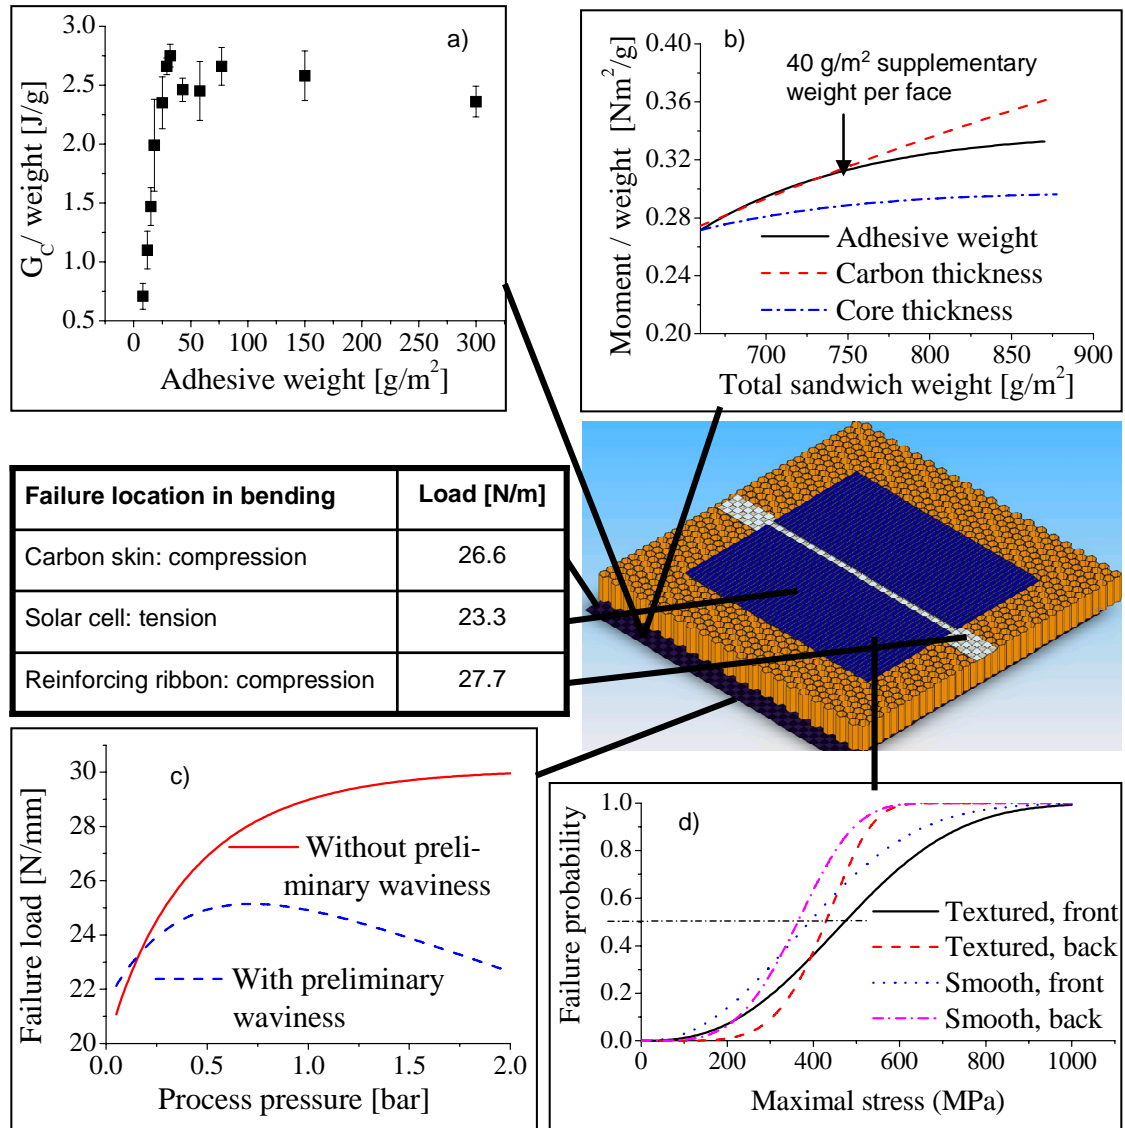 a)
3.0
2.5
2.0
1.5
1.0
0.5
G_C/ weight [J/g]
0 50 100 150 200 250 300
Adhesive weight [g/m²]
b)
0.40
0.36
0.32
0.28
0.24
0.20
Moment / weight [Nm²/g]
40 g/m² supplementary
weight per face
Adhesive weight
Carbon thickness
Core thickness
700 750 800 850 900
Total sandwich weight [g/m²]
Failure location in bending Load [N/m]
Carbon skin: compression 26.6
Solar cell: tension 23.3
Reinforcing ribbon: compression 27.7
c)
30
28
26
24
22
20
Failure load [N/mm]
Without preli-
minary waviness
With preliminary
waviness
0.5 1.0 1.5 2.0
Process pressure [bar]
d)
1.0
0.8
0.6
0.4
0.2
0.0
Failure probability
Textured, front
Textured, back
Smooth, front
Smooth, back
0 200 400 600 800 1000
Maximal stress (MPa)